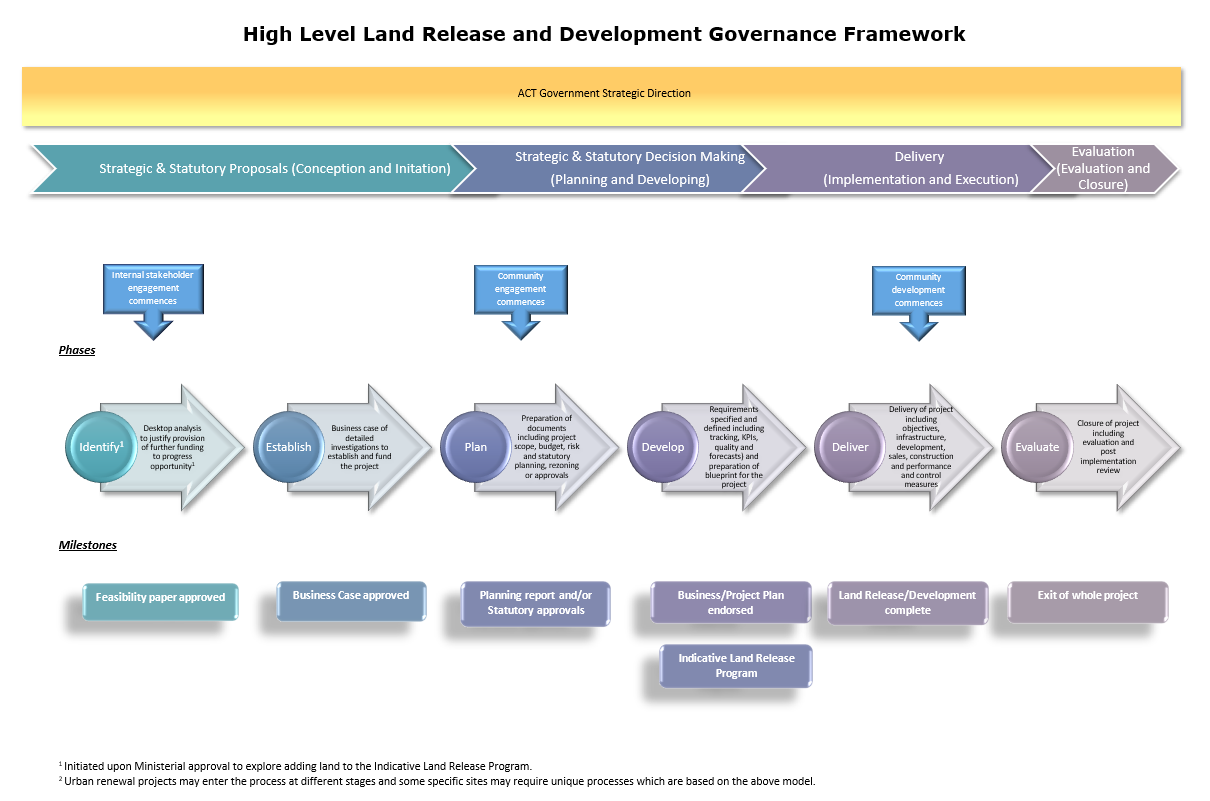 High Level Land Release and Development Governance Framework
ACT Government Strategic Direction
Strategic & Statutory Proposals (Conception and Initation)
Strategic & Statutory Decision Making
(Planning and Developing)
Delivery
(Implementation and Execution)
Evaluation
(Evaluation and
Closure)
Internal stakeholder
engagement
commences
Community
engagement
commences
Community
development
commences
Phases
Identify¹
Desktop analysis
to justify provision
of further funding
to progress
opportunity¹
Establish
Business case of
detailed
investigations to
establish and fund
the project
Plan
Preparation of
documents
including project
scope, budget, risk
and statutory
planning, rezoning
or approvals
Develop
Requirements
specified and
defined including
tracking, KPIs,
quality and
forecasts) and
preparation of
blueprint for the
project
Deliver
Delivery of project
including
objectives,
infrastructure,
development,
sales, construction
and performance
and control
measures
Evaluate
Closure of project
including
evaluation and
post
implementation
review
Milestones
Feasibility paper approved
Business Case approved
Planning report and/or
Statutory approvals
Business/Project Plan
endorsed
Land Release/Development
complete
Exit of whole project
Indicative Land Release
Program
¹ Initiated upon Ministerial approval to explore adding land to the Indicative Land Release Program.
² Urban renewal projects may enter the process at different stages and some specific sites may require unique processes which are based on the above model.